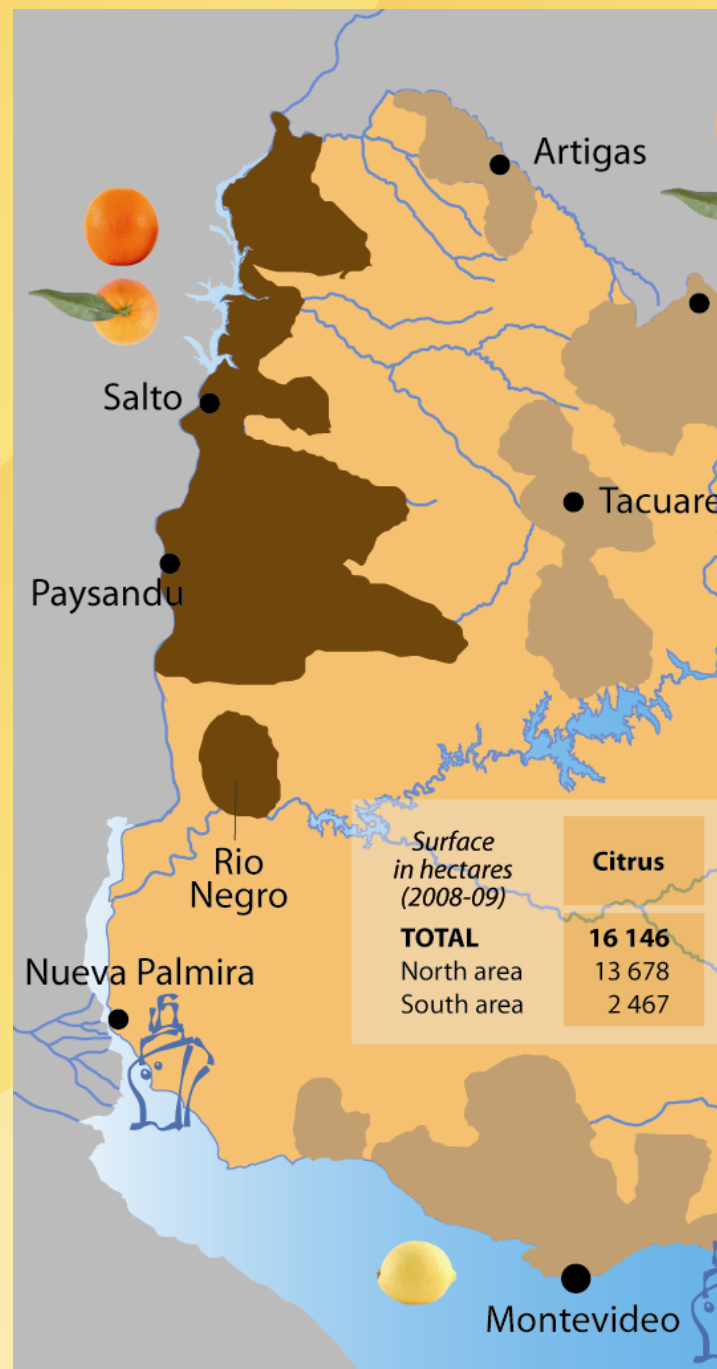 Artigas
Salto
Tacuare
Paysandu
Rio
Negro
Surface
in hectares
(2008-09)
Citrus
TOTAL 16 146
North area 13 678
South area 2 467
Nueva Palmira
Montevideo